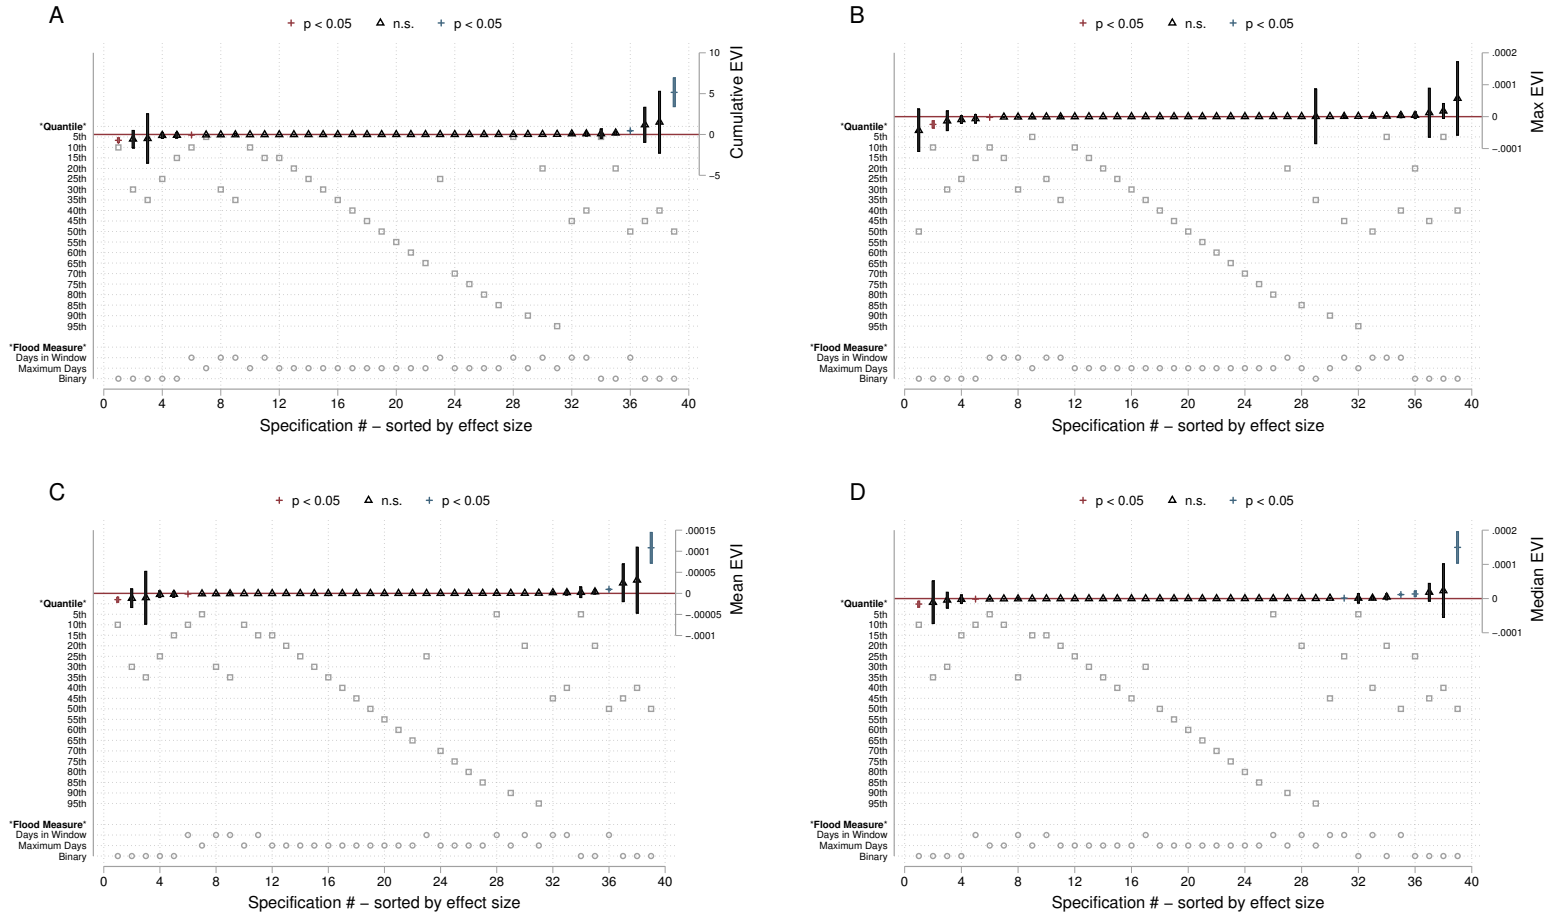 A
p < 0.05 n.s. p < 0.05
10
5
0
−5
Cumulative EVI
*Quantile*
5th
10th
15th
20th
25th
30th
35th
40th
45th
50th
55th
60th
65th
70th
75th
80th
85th
90th
95th
*Flood Measure*
Days in Window
Maximum Days
Binary
0 4 8 12 16 20 24 28 32 36 40
Specification # − sorted by effect size
B
p < 0.05 n.s. p < 0.05
.0002
.0001
0
−.0001
Max EVI
*Quantile*
5th
10th
15th
20th
25th
30th
35th
40th
45th
50th
55th
60th
65th
70th
75th
80th
85th
90th
95th
*Flood Measure*
Days in Window
Maximum Days
Binary
0 4 8 12 16 20 24 28 32 36 40
Specification # − sorted by effect size
C
p < 0.05 n.s. p < 0.05
.00015
.0001
.00005
0
−.00005
−.0001
Mean EVI
*Quantile*
5th
10th
15th
20th
25th
30th
35th
40th
45th
50th
55th
60th
65th
70th
75th
80th
85th
90th
95th
*Flood Measure*
Days in Window
Maximum Days
Binary
0 4 8 12 16 20 24 28 32 36 40
Specification # − sorted by effect size
D
p < 0.05 n.s. p < 0.05
.0002
.0001
0
−.0001
Median EVI
*Quantile*
5th
10th
15th
20th
25th
30th
35th
40th
45th
50th
55th
60th
65th
70th
75th
80th
85th
90th
95th
*Flood Measure*
Days in Window
Maximum Days
Binary
0 4 8 12 16 20 24 28 32 36 40
Specification # − sorted by effect size